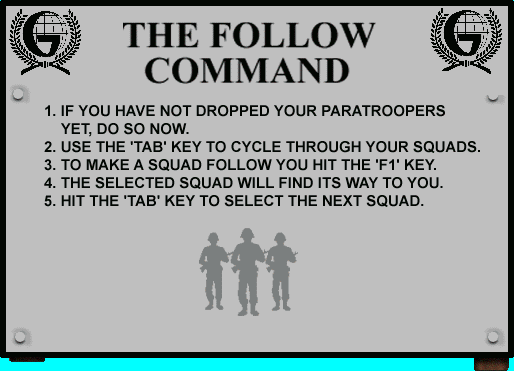 THE FOLLOW
COMMAND
1. IF YOU HAVE NOT DROPPED YOUR PARATROOPERS
YET, DO SO NOW.
2. USE THE 'TAB' KEY TO CYCLE THROUGH YOUR SQUADS.
3. TO MAKE A SQUAD FOLLOW YOU HIT THE 'F1' KEY.
4. THE SELECTED SQUAD WILL FIND ITS WAY TO YOU.
5. HIT THE 'TAB' KEY TO SELECT THE NEXT SQUAD.